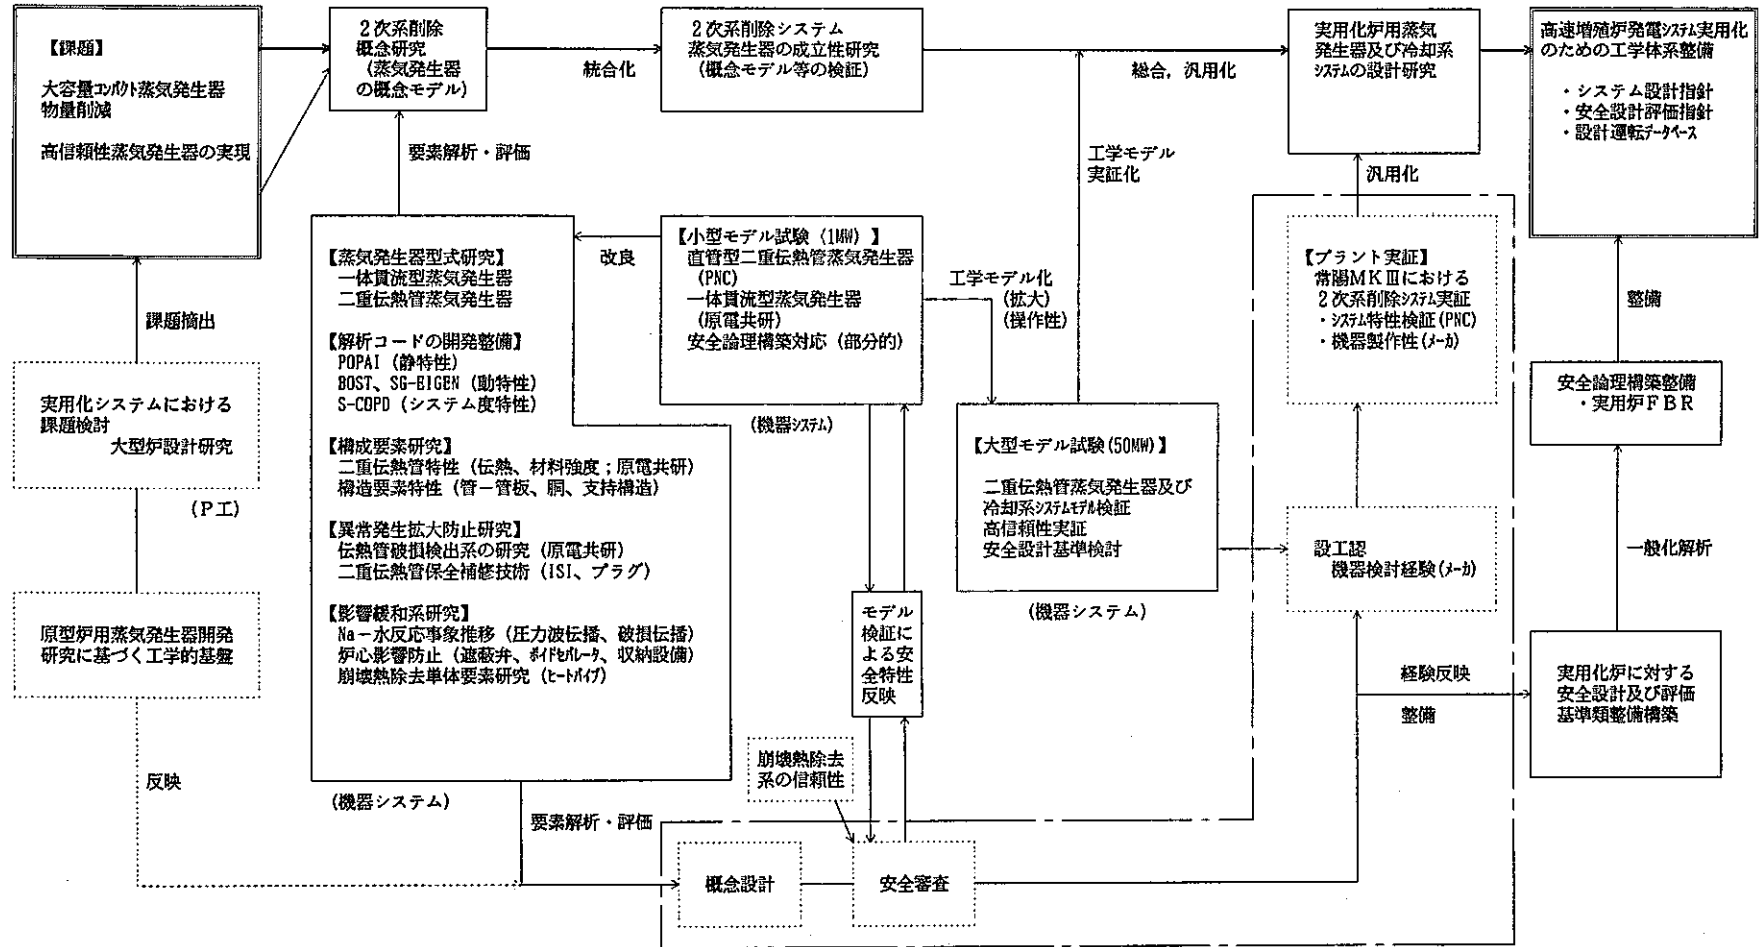 【課題】
大容量コンパクト蒸気発生器
物量削減
高信頼性蒸気発生器の実現
２次系削除
概念研究
(蒸気発生器
の概念モデル)
統合化
２次系削除システム
蒸気発生器の成立性研究
(概念モデル等の検証)
総合，汎用化
実用化炉用蒸気
発生器及び冷却系
システムの設計研究
高速増殖炉発電システム実用化
のための工学体系整備
・システム設計指針
・安全設計評価指針
・設計運転データベース
要素解析・評価
工学モデル
実証化
汎用化
課題摘出
実用化システムにおける
課題検討
大型炉設計研究
(Ｐ工)
原型炉用蒸気発生器開発
研究に基づく工学的基盤
反映
【蒸気発生器型式研究】
一体貫流型蒸気発生器
二重伝熱管蒸気発生器
【解析コードの開発整備】
POPAI (静特性)
BOST、SG-EIGEN (動特性)
S-COPD (システム度特性)
【構成要素研究】
二重伝熱管特性 (伝熱、材料強度；原電共研)
構造要素特性 (管－管板、胴、支持構造)
【異常発生拡大防止研究】
伝熱管破損検出系の研究 (原電共研)
二重伝熱管保全補修技術 (ISI、プラグ)
【影響緩和系研究】
Na－水反応事象推移 (圧力波伝播、破損伝播)
炉心影響防止 (遮蔽弁、ボイドセパレータ、収納設備)
崩壊熱除去単体要素研究 (ヒートパイプ)
(機器システム)
要素解析・評価
改良
【小型モデル試験 (1MW) 】
直管型二重伝熱管蒸気発生器
(PNC)
一体貫流型蒸気発生器
(原電共研)
安全論理構築対応 (部分的)
(機器システム)
工学モデル化
(拡大)
(操作性)
【大型モデル試験 (50MW) 】
二重伝熱管蒸気発生器及び
冷却系システムモデル検証
高信頼性実証
安全設計基準検討
(機器システム)
モデル
検証に
よる安
全特性
反映
崩壊熱除去
系の信頼性
概念設計
安全審査
【プラント実証】
常陽ＭＫⅢにおける
２次系削除システム実証
・システム特性検証(PNC)
・機器製作性(メーカ)
設工認
機器検討経験(メーカ)
経験反映
整備
整備
安全論理構築整備
・実用炉ＦＢＲ
一般化解析
実用化炉に対する
安全設計及び評価
基準類整備構築